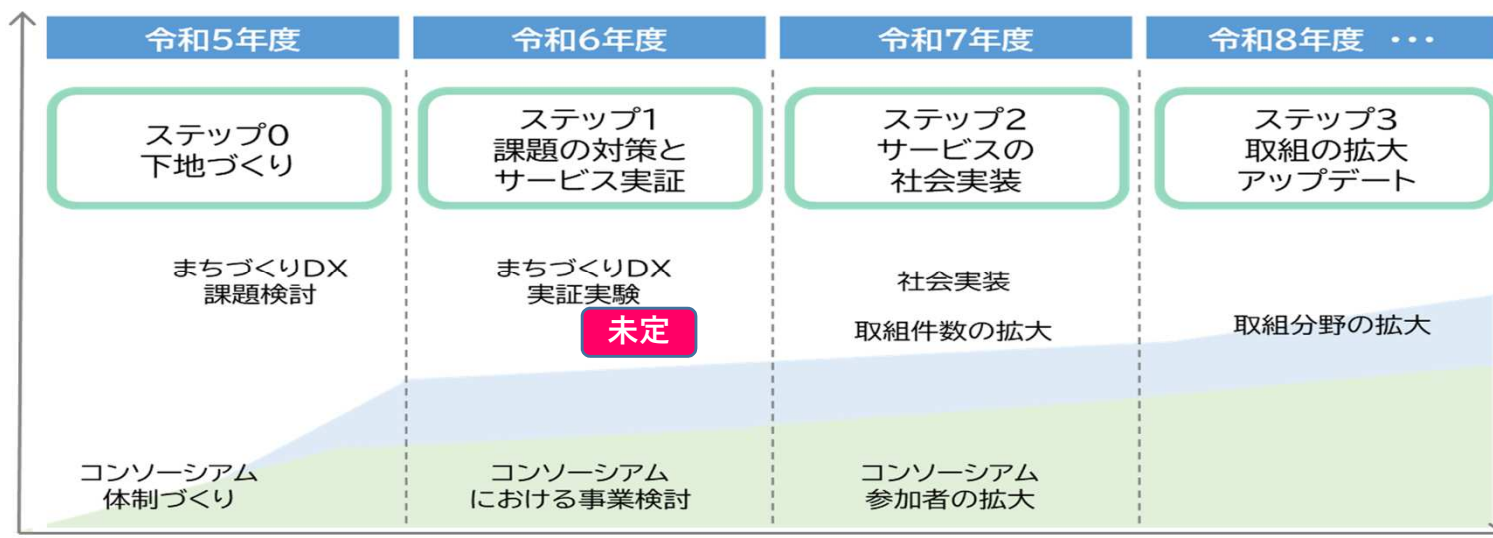 令和5年度
令和6年度
令和7年度
令和8年度 ・・・
ステップ0
下地づくり
ステップ1
課題の対策と
サービス実証
ステップ2
サービスの
社会実装
ステップ3
取組の拡大
アップデート
まちづくりDX
課題検討
まちづくりDX
実証実験
未定
社会実装
取組件数の拡大
取組分野の拡大
コンソーシアム
体制づくり
コンソーシアム
における事業検討
コンソーシアム
参加者の拡大